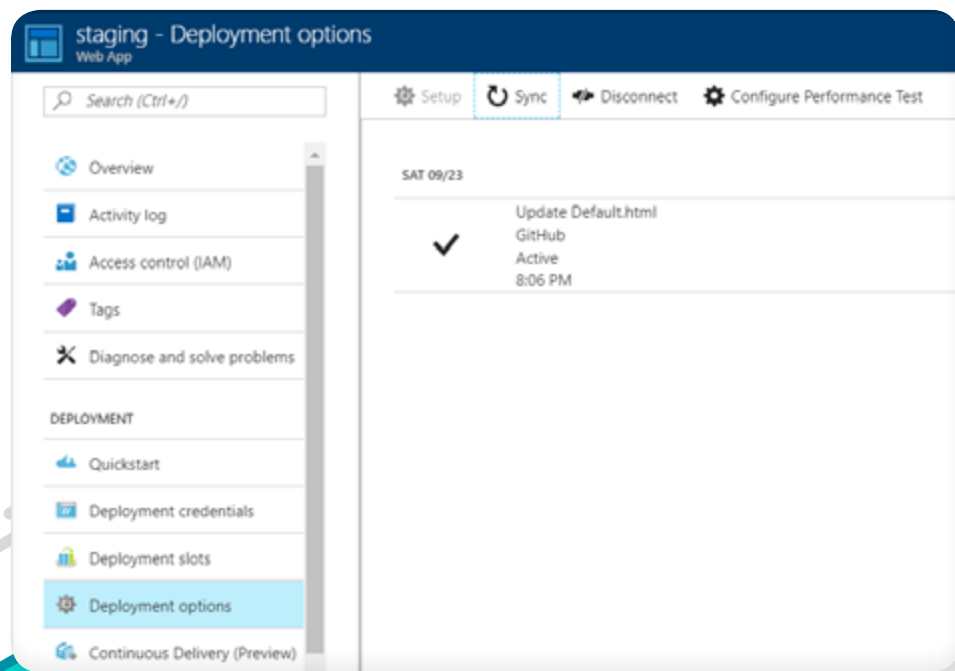 staging - Deployment options
Web App
Search (Ctrl+/)
Overview
Activity log
Access control (IAM)
Tags
Diagnose and solve problems
DEPLOYMENT
Quickstart
Deployment credentials
Deployment slots
Deployment options
Continuous Delivery (Preview)
Setup Sync Disconnect Configure Performance Test
SAT 09/23
Update Default.html
GitHub
Active
8:06 PM